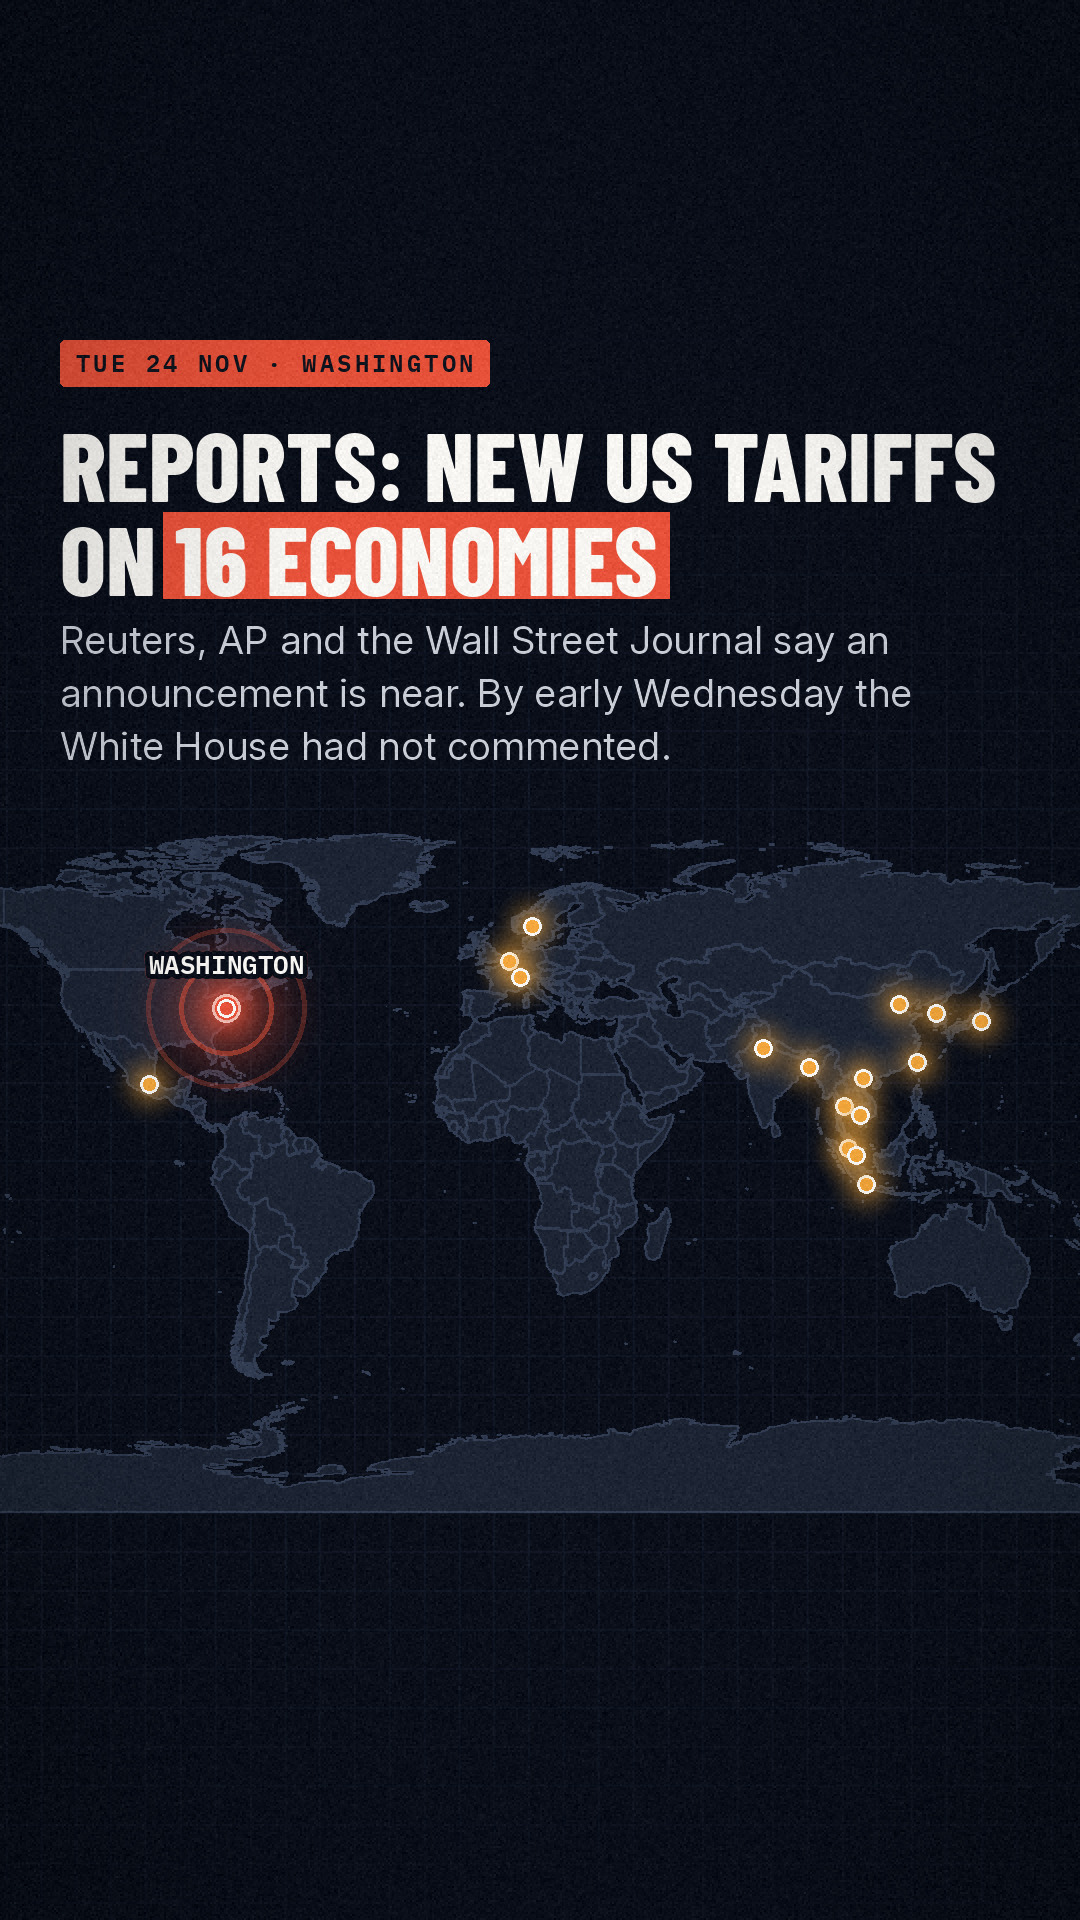 TUE 24 NOV · WASHINGTON
REPORTS: NEW US TARIFFS
ON 16 ECONOMIES
Reuters, AP and the Wall Street Journal say an
announcement is near. By early Wednesday the
White House had not commented.
WASHINGTON